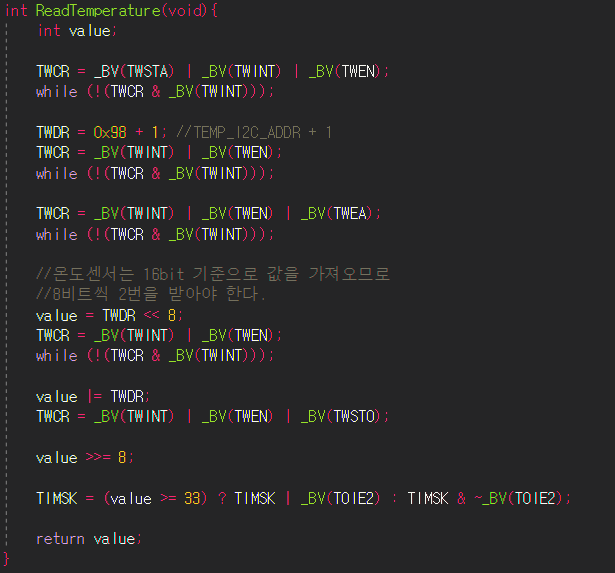 int ReadTemperature(void){
int value;
TWCR = _BV(TWSTA) | _BV(TWINT) | _BV(TWEN);
while (!(TWCR & _BV(TWINT)));
TWDR = 0x98 + 1; //TEMP_I2C_ADDR + 1
TWCR = _BV(TWINT) | _BV(TWEN);
while (!(TWCR & _BV(TWINT)));
TWCR = _BV(TWINT) | _BV(TWEN) | _BV(TWEA);
while (!(TWCR & _BV(TWINT)));
//온도센서는 16bit 기준으로 값을 가져오므로
//8비트씩 2번을 받아야 한다.
value = TWDR << 8;
TWCR = _BV(TWINT) | _BV(TWEN);
while (!(TWCR & _BV(TWINT)));
value |= TWDR;
TWCR = _BV(TWINT) | _BV(TWEN) | _BV(TWSTO);
value >>= 8;
TIMSK = (value >= 33) ? TIMSK | _BV(TOIE2) : TIMSK & ~_BV(TOIE2);
return value;
}